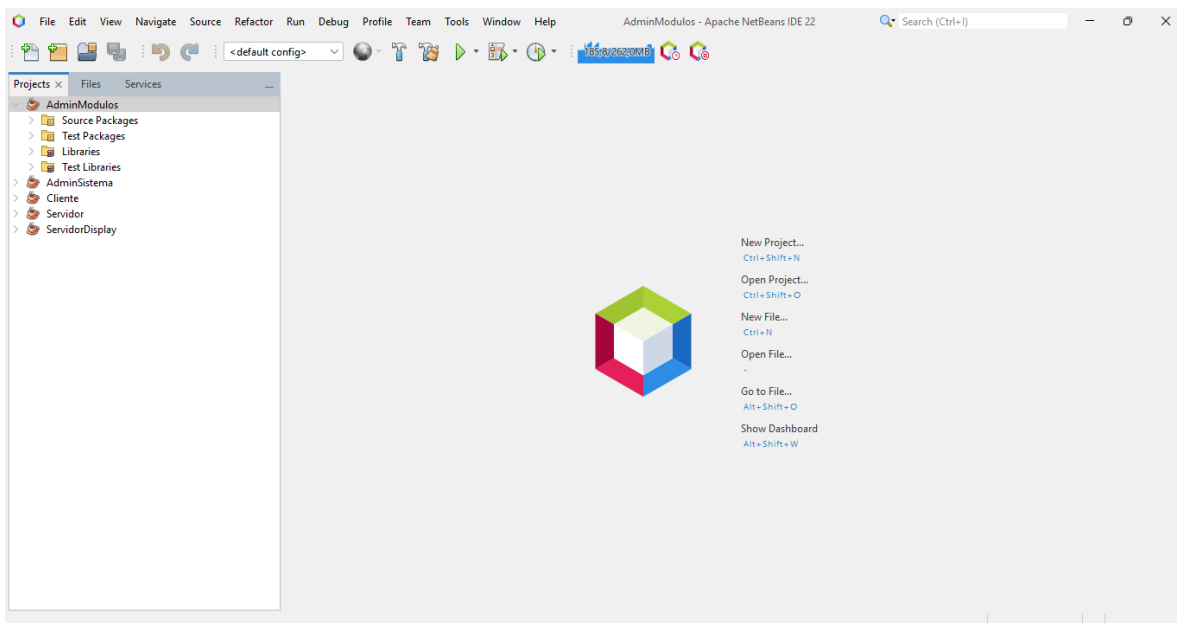 File Edit View Navigate Source Refactor Run Debug Profile Team Tools Window Help AdminModulos - Apache NetBeans IDE 22 Search (Ctrl+I)
<default config> 185,8/262,0MB
Projects Files Services
AdminModulos
Source Packages
Test Packages
Libraries
Test Libraries
AdminSistema
Cliente
Servidor
ServidorDisplay
New Project...
Ctrl+Shift+N
Open Project...
Ctrl+Shift+O
New File...
Ctrl+N
Open File...
-
Go to File...
Alt+Shift+O
Show Dashboard
Alt+Shift+W